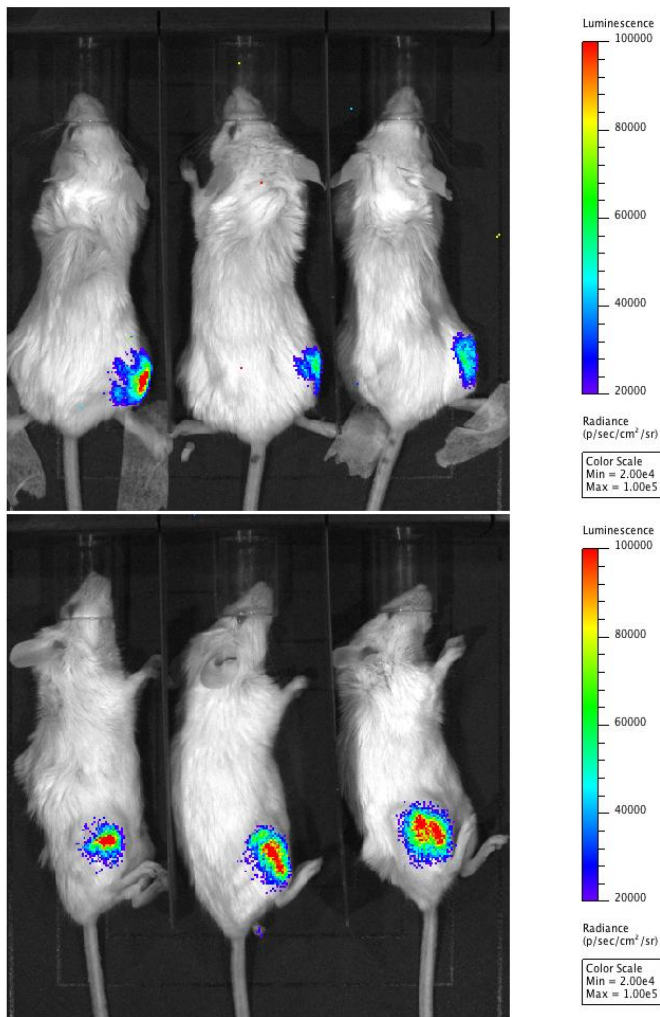 Luminescence
100000
80000
60000
40000
20000
Radiance
(p/sec/cm²/sr)
Color Scale
Min = 2.00e4
Max = 1.00e5
Luminescence
100000
80000
60000
40000
20000
Radiance
(p/sec/cm²/sr)
Color Scale
Min = 2.00e4
Max = 1.00e5